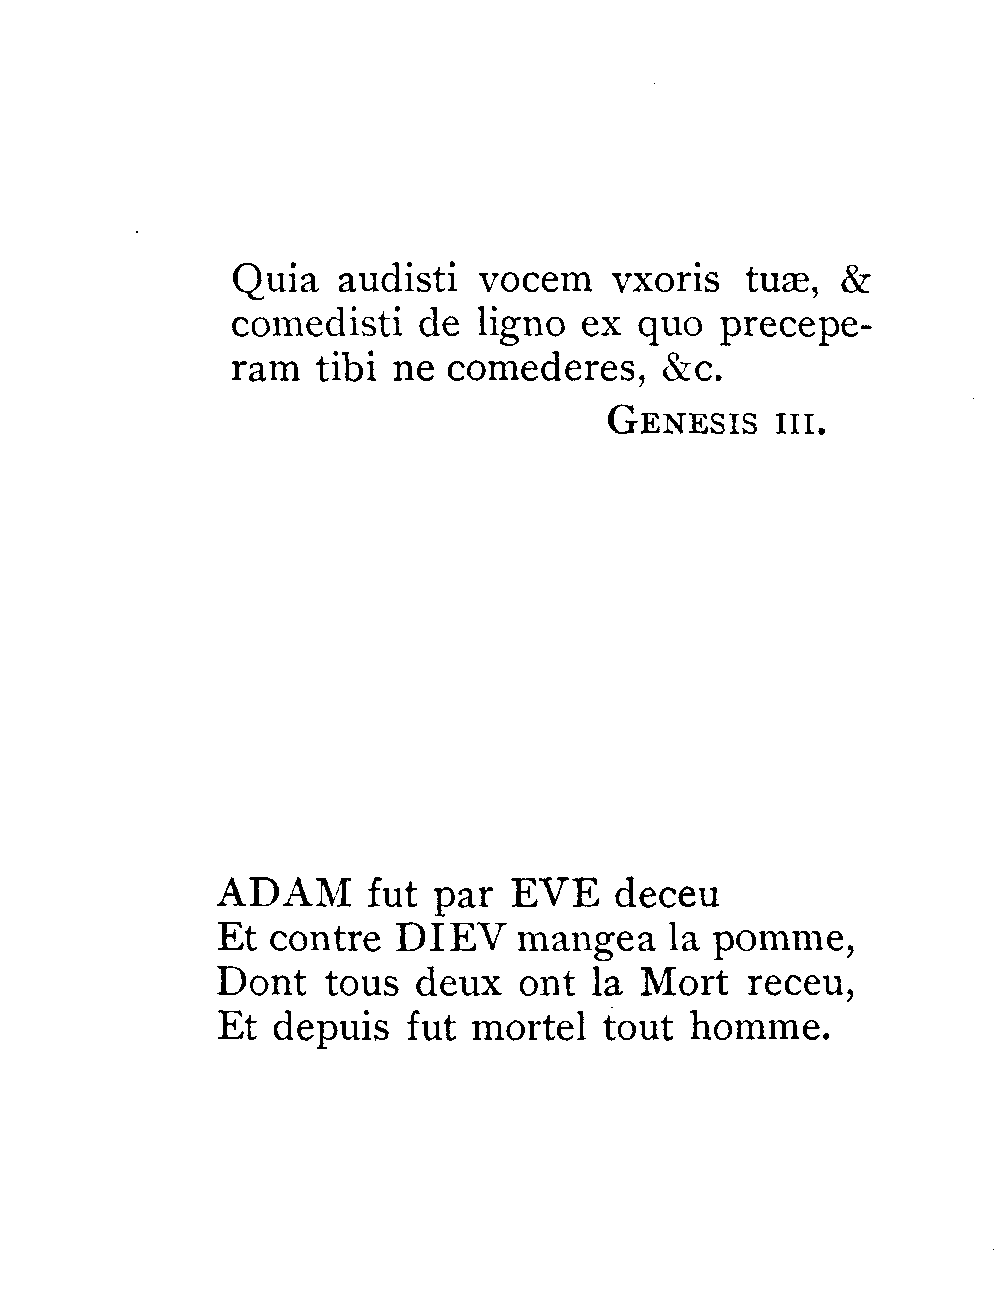 Quia audisti vocem vxoris tuæ, &
comedisti de ligno ex quo precepe-
ram tibi ne comederes, &c.
GENESIS III.
ADAM fut par EVE deceu
Et contre DIEV mangea la pomme,
Dont tous deux ont la Mort receu,
Et depuis fut mortel tout homme.